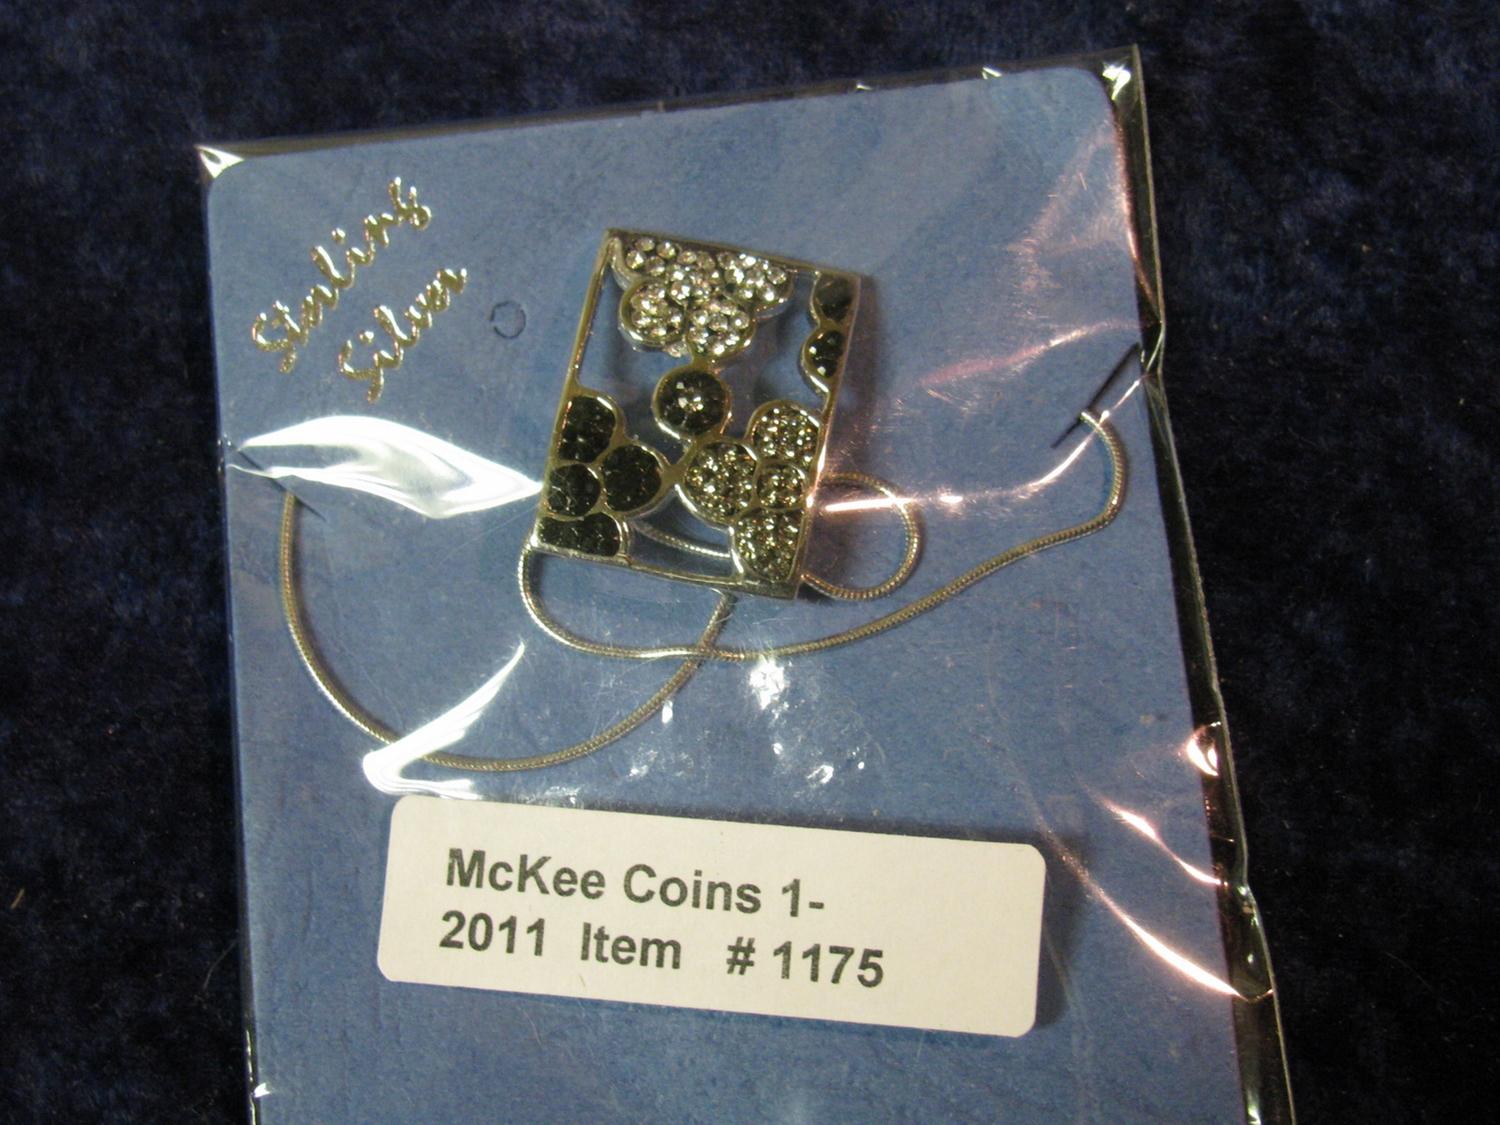 Sterling
Silver
McKee Coins 1-
2011 Item # 1175